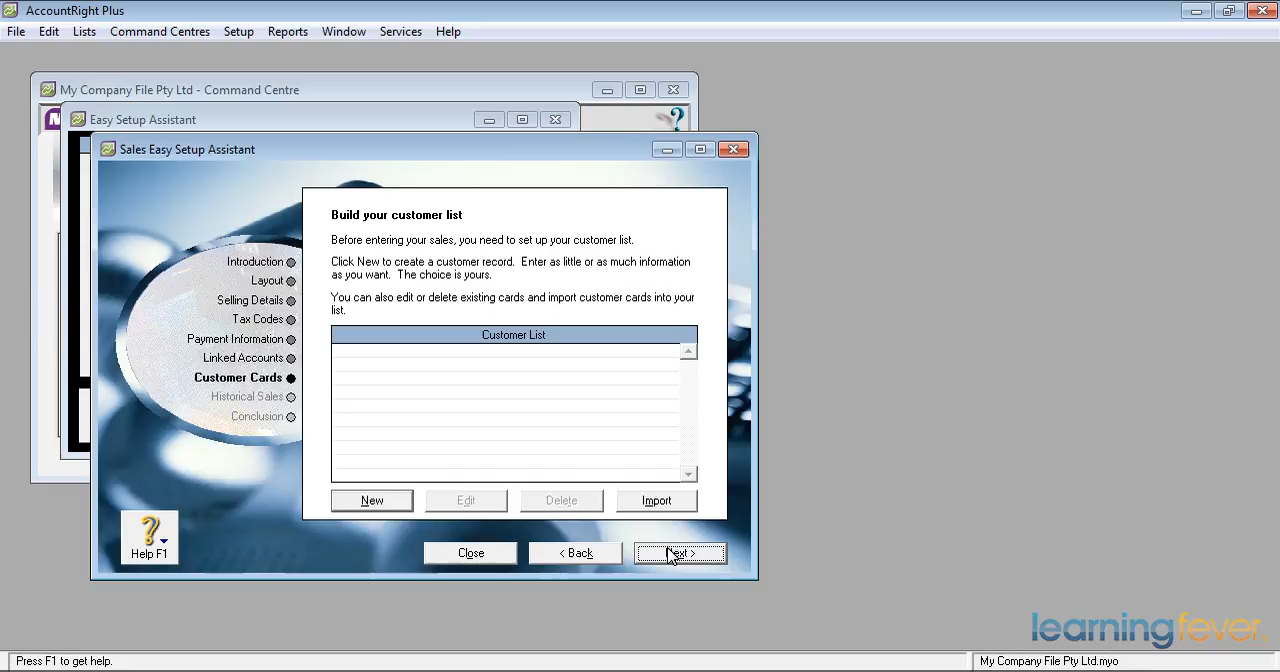 AccountRight Plus
File Edit Lists Command Centres Setup Reports Window Services Help
My Company File Pty Ltd - Command Centre
Easy Setup Assistant
Sales Easy Setup Assistant
Build your customer list
Before entering your sales, you need to set up your customer list.
Click New to create a customer record. Enter as little or as much information
as you want. The choice is yours.
You can also edit or delete existing cards and import customer cards into your
list.
Introduction
Layout
Selling Details
Tax Codes
Payment Information
Linked Accounts
Customer Cards
Historical Sales
Conclusion
Customer List
New Edit Delete Import
Help F1
Close < Back >
learningfever.
Press F1 to get help. My Company File Pty Ltd.myo